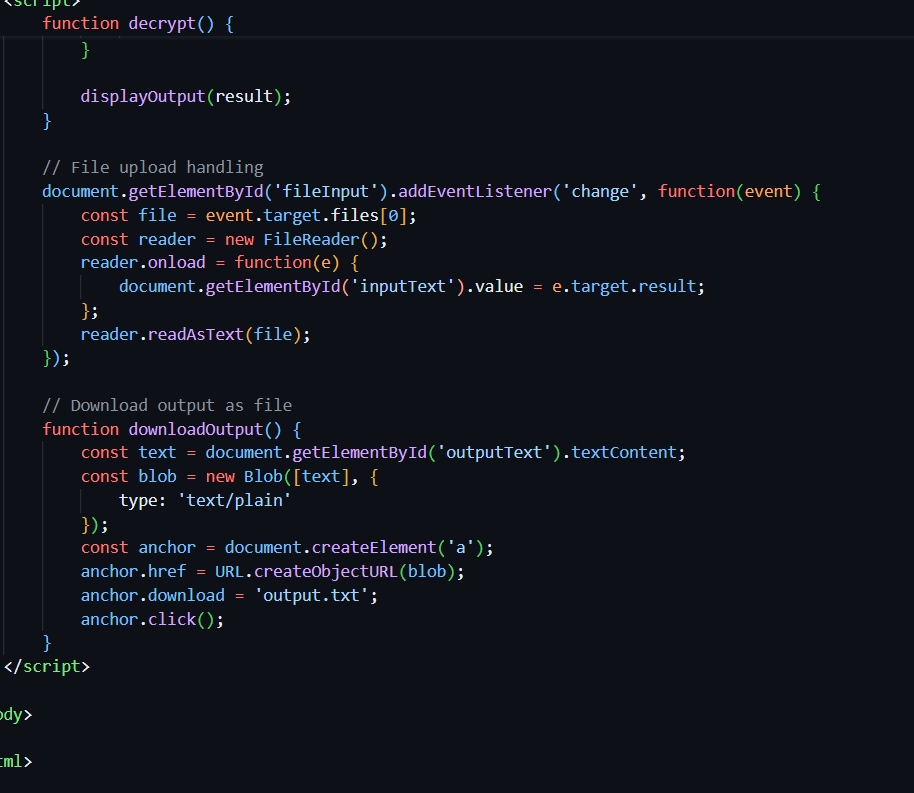 <script>
function decrypt() {
}
displayOutput(result);
}
// File upload handling
document.getElementById('fileInput').addEventListener('change', function(event) {
const file = event.target.files[0];
const reader = new FileReader();
reader.onload = function(e) {
document.getElementById('inputText').value = e.target.result;
};
reader.readAsText(file);
});
// Download output as file
function downloadOutput() {
const text = document.getElementById('outputText').textContent;
const blob = new Blob([text], {
type: 'text/plain'
});
const anchor = document.createElement('a');
anchor.href = URL.createObjectURL(blob);
anchor.download = 'output.txt';
anchor.click();
}
</script>
ody>
tml>